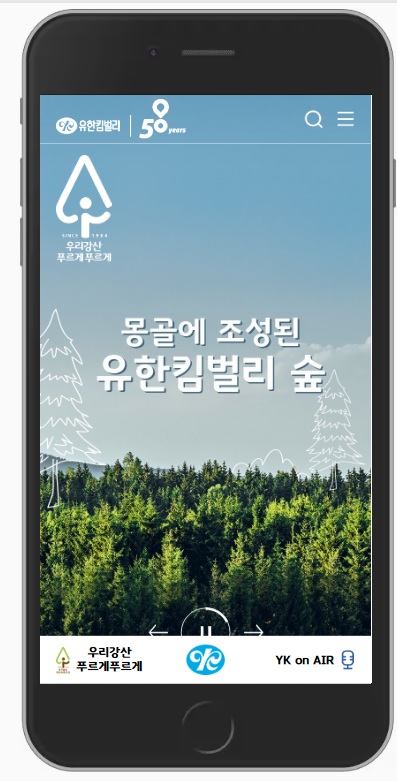 유한킴벌리
50 years
SINCE 1984
우리강산
푸르게 푸르게
몽골에 조성된
유한킴벌리 숲
우리강산
푸르게푸르게
YK on AIR